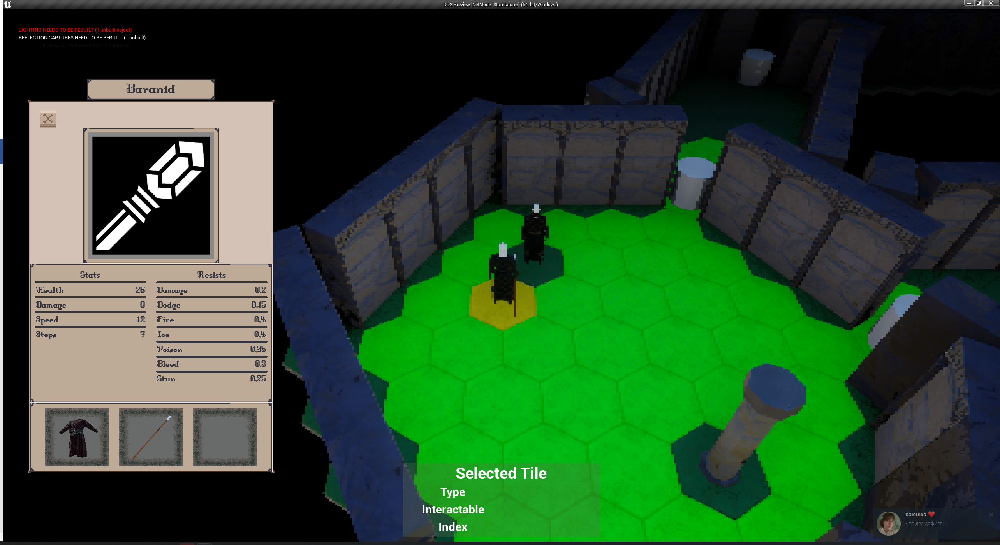 DD2 Preview [NetMode: Standalone] (64-bit/Windows)
LIGHTING NEEDS TO BE REBUILT (1 unbuilt object)
REFLECTION CAPTURES NEED TO BE REBUILT (1 unbuilt)
'DisableAllScreenMessages' to suppress
Baranid
Stats
Health 26
Damage 8
Speed 12
Steps 7
Resists
Damage 0,2
Dodge 0,15
Fire 0,4
Ice 0,4
Poison 0,35
Bleed 0,3
Stun 0,25
Selected Tile
Type
Interactable
Index
Каюшка ❤️
Что дел дофигв